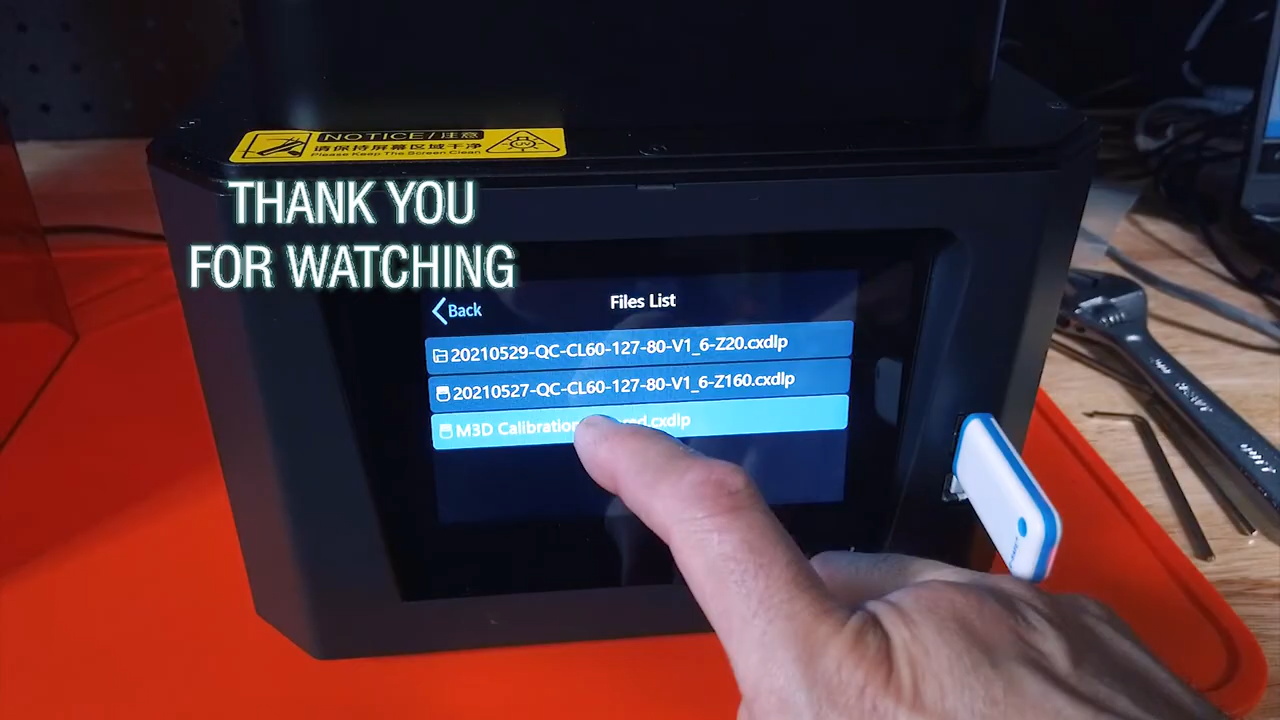 NOTICE/注意
请保持屏幕区域干净
Please Keep The Screen Clean
UV
THANK YOU
FOR WATCHING
Back
Files List
20210529-QC-CL60-127-80-V1_6-Z20.cxdlp
20210527-QC-CL60-127-80-V1_6-Z160.cxdlp
M3D Calibration .cxdlp